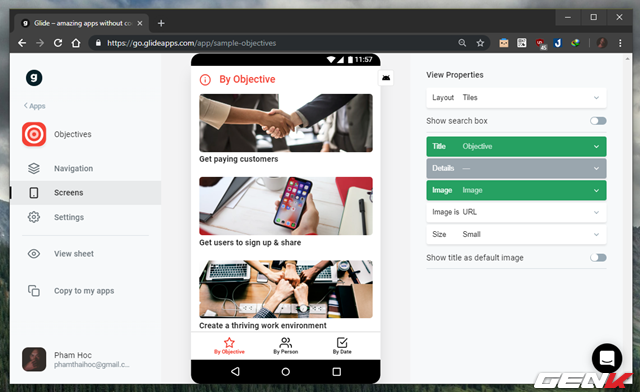 Glide – amazing apps without co
https://go.glideapps.com/app/sample-objectives
45
g
Apps
Objectives
Navigation
Screens
Settings
View sheet
Copy to my apps
Pham Hoc
phamthaihoc@gmail.c...
11:57
By Objective
Get paying customers
Get users to sign up & share
Create a thriving work environment
By Objective
By Person
By Date
View Properties
Layout Tiles
Show search box
Title Objective
Details —
Image Image
Image is URL
Size Small
Show title as default image
GENK